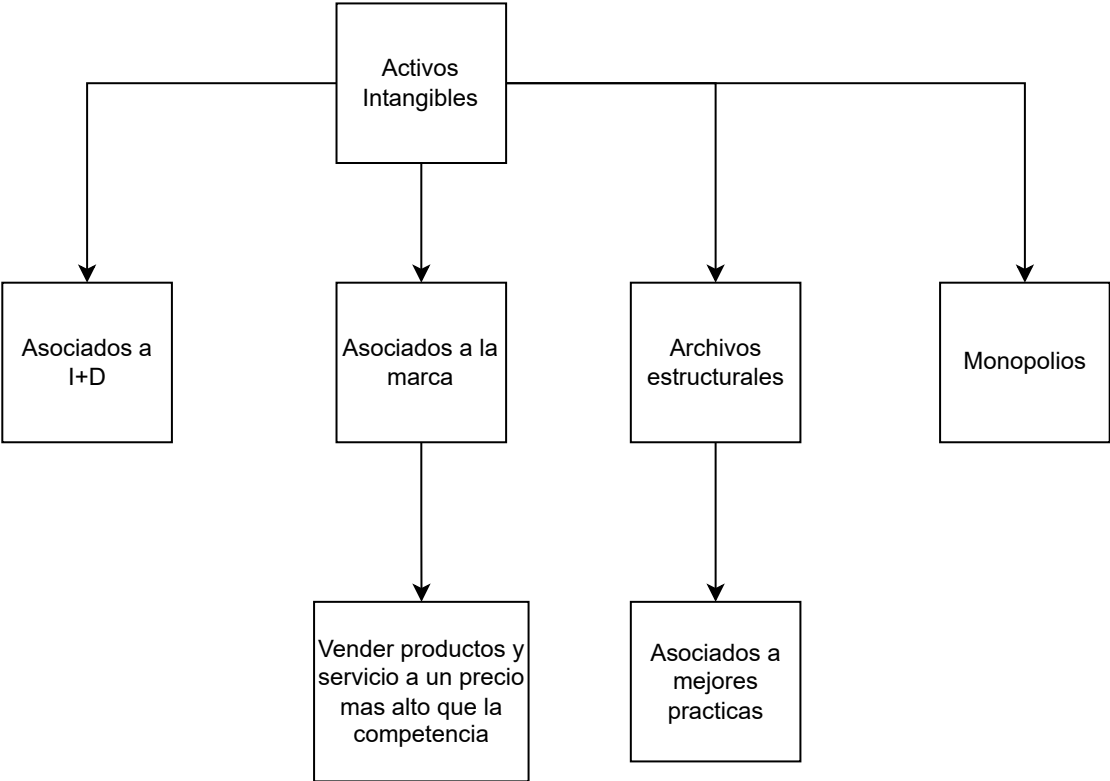 Activos
Intangibles
Asociados a
I+D
Asociados a la
marca
Archivos
estructurales
Monopolios
Vender productos y
servicio a un precio
mas alto que la
competencia
Asociados a
mejores
practicas